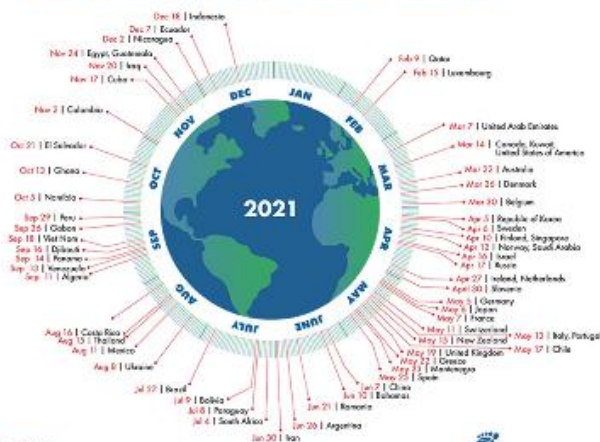 Dec 18 | Indonesia
Dec 7 | Ecuador
Dec 2 | Nicaragua
Nov 24 | Egypt, Guatemala
Nov 20 | Iraq
Nov 17 | Cuba
Nov 2 | Colombia
Oct 21 | El Salvador
Oct 13 | Ghana
Oct 5 | Namibia
Sep 29 | Peru
Sep 26 | Gabon
Sep 18 | Viet Nam
Sep 16 | Djibouti
Sep 14 | Panama
Sep 10 | Venezuela
Sep 11 | Algeria
Aug 16 | Costa Rica
Aug 15 | Thailand
Aug 11 | Mexico
Aug 8 | Ukraine
Jul 27 | Brazil
Jul 9 | Bolivia
Jul 8 | Paraguay
Jul 4 | South Africa
Jun 30 | Iran
DEC
JAN
FEB
MAR
APR
MAY
JUNE
JULY
AUG
SEP
OCT
NOV
2021
Feb 9 | Qatar
Feb 15 | Luxembourg
Mar 7 | United Arab Emirates
Mar 14 | Canada, Kuwait,
United States of America
Mar 22 | Australia
Mar 26 | Denmark
Mar 30 | Belgium
Apr 5 | Republic of Korea
Apr 6 | Sweden
Apr 10 | Finland, Singapore
Apr 12 | Norway, Saudi Arabia
Apr 16 | Israel
Apr 17 | Russia
Apr 27 | Ireland, Netherlands
April 30 | Slovenia
May 5 | Germany
May 6 | Japan
May 7 | France
May 11 | Switzerland
May 13 | Italy, Portugal
May 15 | New Zealand
May 17 | Chile
May 19 | United Kingdom
May 22 | Greece
May 23 | Montenegro
May 25 | Spain
Jun 7 | China
Jun 10 | Bahamas
Jun 21 | Romania
Jun 26 | Argentina